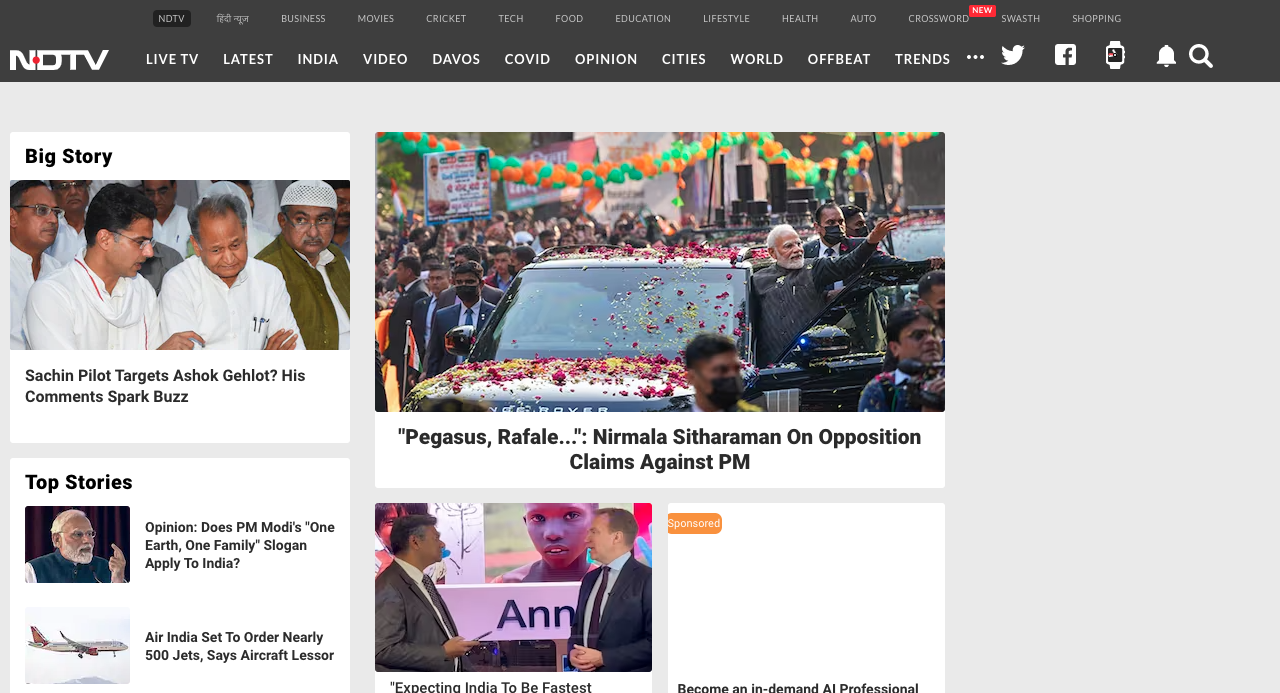 NDTV
हिंदी न्यूज़
BUSINESS
MOVIES
CRICKET
TECH
FOOD
EDUCATION
LIFESTYLE
HEALTH
AUTO
CROSSWORD
NEW
SWASTH
SHOPPING
NDTV
LIVE TV
LATEST
INDIA
VIDEO
DAVOS
COVID
OPINION
CITIES
WORLD
OFFBEAT
TRENDS
Big Story
Sachin Pilot Targets Ashok Gehlot? His
Comments Spark Buzz
Top Stories
Opinion: Does PM Modi's "One
Earth, One Family" Slogan
Apply To India?
Air India Set To Order Nearly
500 Jets, Says Aircraft Lessor
"Pegasus, Rafale...": Nirmala Sitharaman On Opposition
Claims Against PM
Ann
"Expecting India To Be Fastest
Sponsored
Become an in-demand AI Professional